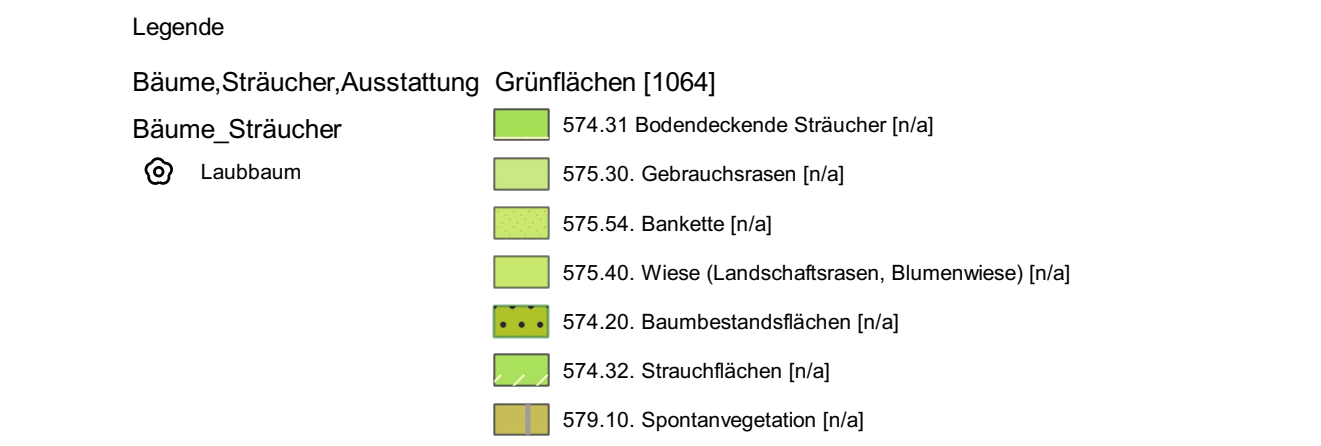 Legende
Bäume,Sträucher,Ausstattung
Bäume_Sträucher
Laubbaum
Grünflächen [1064]
574.31 Bodendeckende Sträucher [n/a]
575.30. Gebrauchsrasen [n/a]
575.54. Bankette [n/a]
575.40. Wiese (Landschaftsrasen, Blumenwiese) [n/a]
574.20. Baumbestandsflächen [n/a]
574.32. Strauchflächen [n/a]
579.10. Spontanvegetation [n/a]